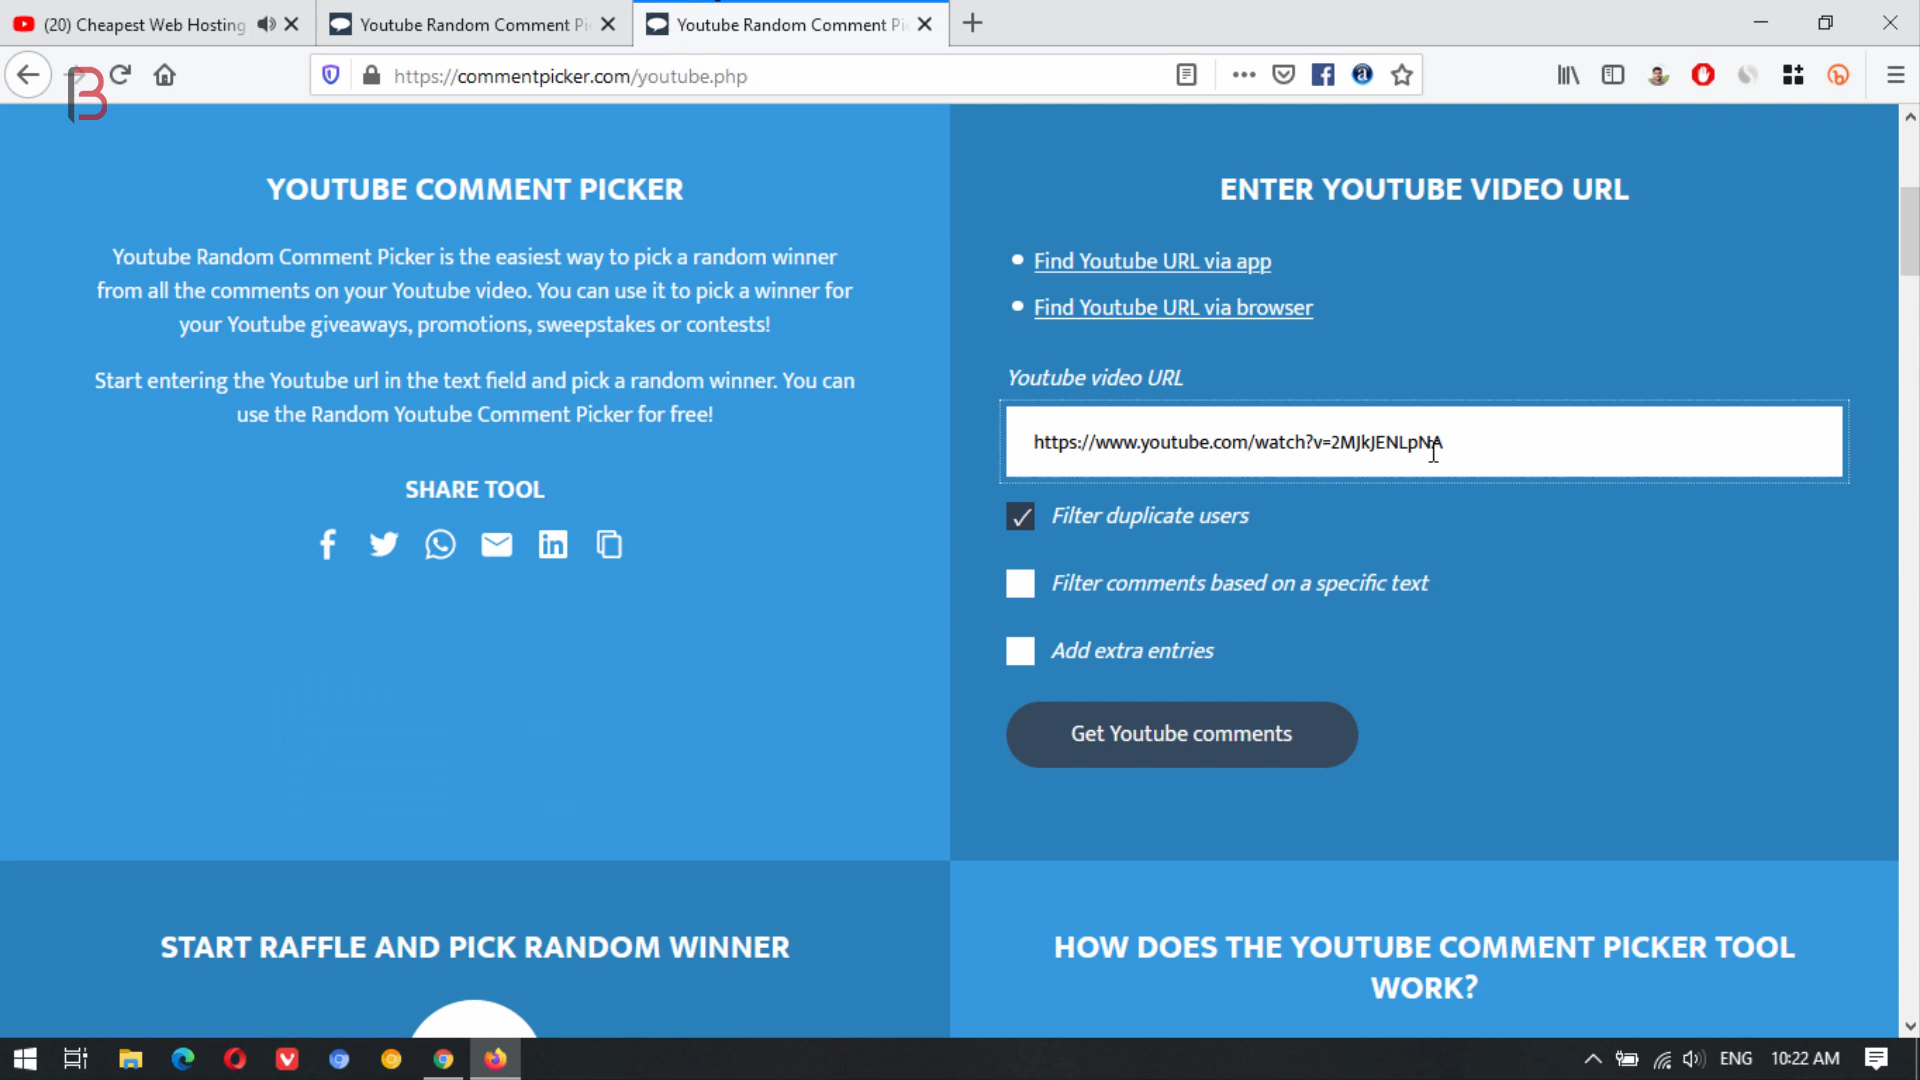 (20) Cheapest Web Hosting
Youtube Random Comment Pi
Youtube Random Comment Pi
https://commentpicker.com/youtube.php
B
YOUTUBE COMMENT PICKER
Youtube Random Comment Picker is the easiest way to pick a random winner
from all the comments on your Youtube video. You can use it to pick a winner for
your Youtube giveaways, promotions, sweepstakes or contests!
Start entering the Youtube url in the text field and pick a random winner. You can
use the Random Youtube Comment Picker for free!
SHARE TOOL
ENTER YOUTUBE VIDEO URL
Find Youtube URL via app
Find Youtube URL via browser
Youtube video URL
https://www.youtube.com/watch?v=2MJkJENLpNA
Filter duplicate users
Filter comments based on a specific text
Add extra entries
Get Youtube comments
START RAFFLE AND PICK RANDOM WINNER
HOW DOES THE YOUTUBE COMMENT PICKER TOOL
WORK?
ENG
10:22 AM